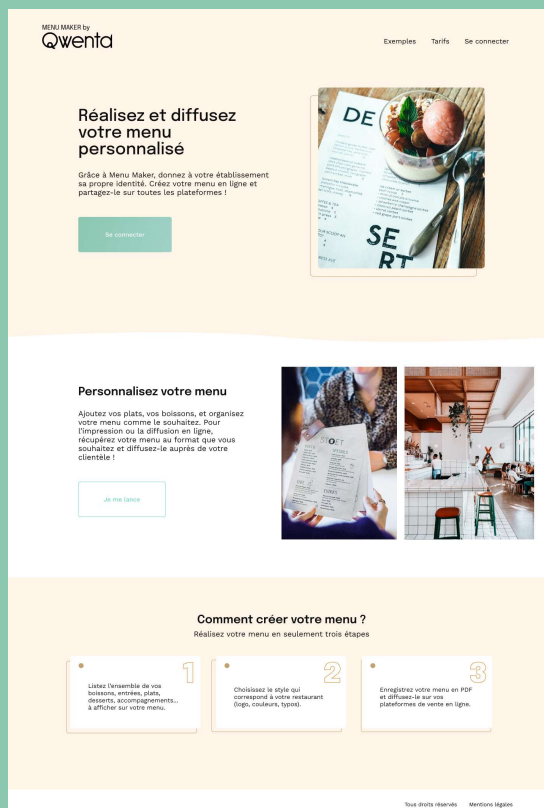 MENU MAKER by
Qwenta
Exemples Tarifs Se connecter
Réalisez et diffusez
votre menu
personnalisé
Grâce à Menu Maker, donnez à votre établissement
sa propre identité. Créez votre menu en ligne et
partagez-le sur toutes les plateformes !
Se connecter
DE
SE
RT
Personnalisez votre menu
Ajoutez vos plats, vos boissons, et organisez
votre menu comme le souhaitez. Pour
l'impression ou la diffusion en ligne,
récupérez votre menu au format que vous
souhaitez et diffusez-le auprès de votre
clientèle !
Je me lance
Comment créer votre menu ?
Réalisez votre menu en seulement trois étapes
1
Listez l'ensemble de vos
boissons, entrées, plats,
desserts, accompagnements...
à afficher sur votre menu.
2
Choisissez le style qui
correspond à votre restaurant
(logo, couleurs, typos).
3
Enregistrez votre menu en PDF
et diffusez-le sur vos
plateformes de vente en ligne.
Tous droits réservés Mentions légales